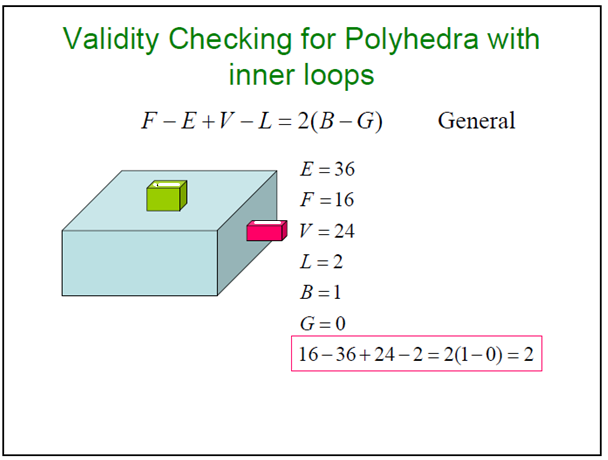 Validity Checking for Polyhedra with
inner loops
F − E + V − L = 2(B − G) General
E = 36
F = 16
V = 24
L = 2
B = 1
G = 0
16 − 36 + 24 − 2 = 2(1 − 0) = 2